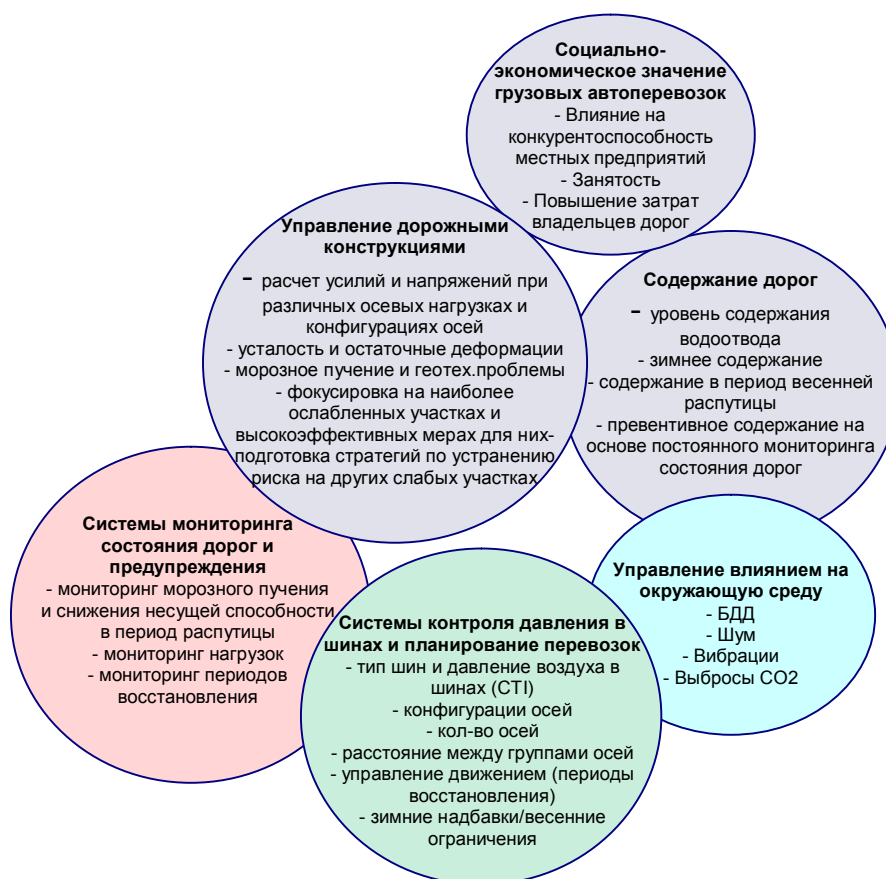 Социально-
экономическое значение
грузовых автоперевозок
- Влияние на
конкурентоспособность
местных предприятий
- Занятость
- Повышение затрат
владельцев дорог
Управление дорожными
конструкциями
- расчет усилий и напряжений при
различных осевых нагрузках и
конфигурациях осей
- усталость и остаточные деформации
- морозное пучение и геотех.проблемы
- фокусировка на наиболее
ослабленных участках и
высокоэффективных мерах для них-
подготовка стратегий по устранению
риска на других слабых участках.
Содержание дорог
- уровень содержания
водоотвода
- зимнее содержание
- содержание в период весенней
распутицы
- превентивное содержание на
основе постоянного мониторинга
состояния дорог
Системы мониторинга
состояния дорог и
предупреждения
- мониторинг морозного пучения
и снижения несущей способности
в период распутицы
- мониторинг нагрузок
- мониторинг периодов
восстановления
Системы контроля давления в
шинах и планирование перевозок
- тип шин и давление воздуха в
шинах (CTI)
- конфигурации осей
- кол-во осей
- расстояние между группами осей
- управление движением (периоды
восстановления)
- зимние надбавки/весенние
ограничения
Управление влиянием на
окружающую среду
- БДД
- Шум
- Вибрации
- Выбросы СО2